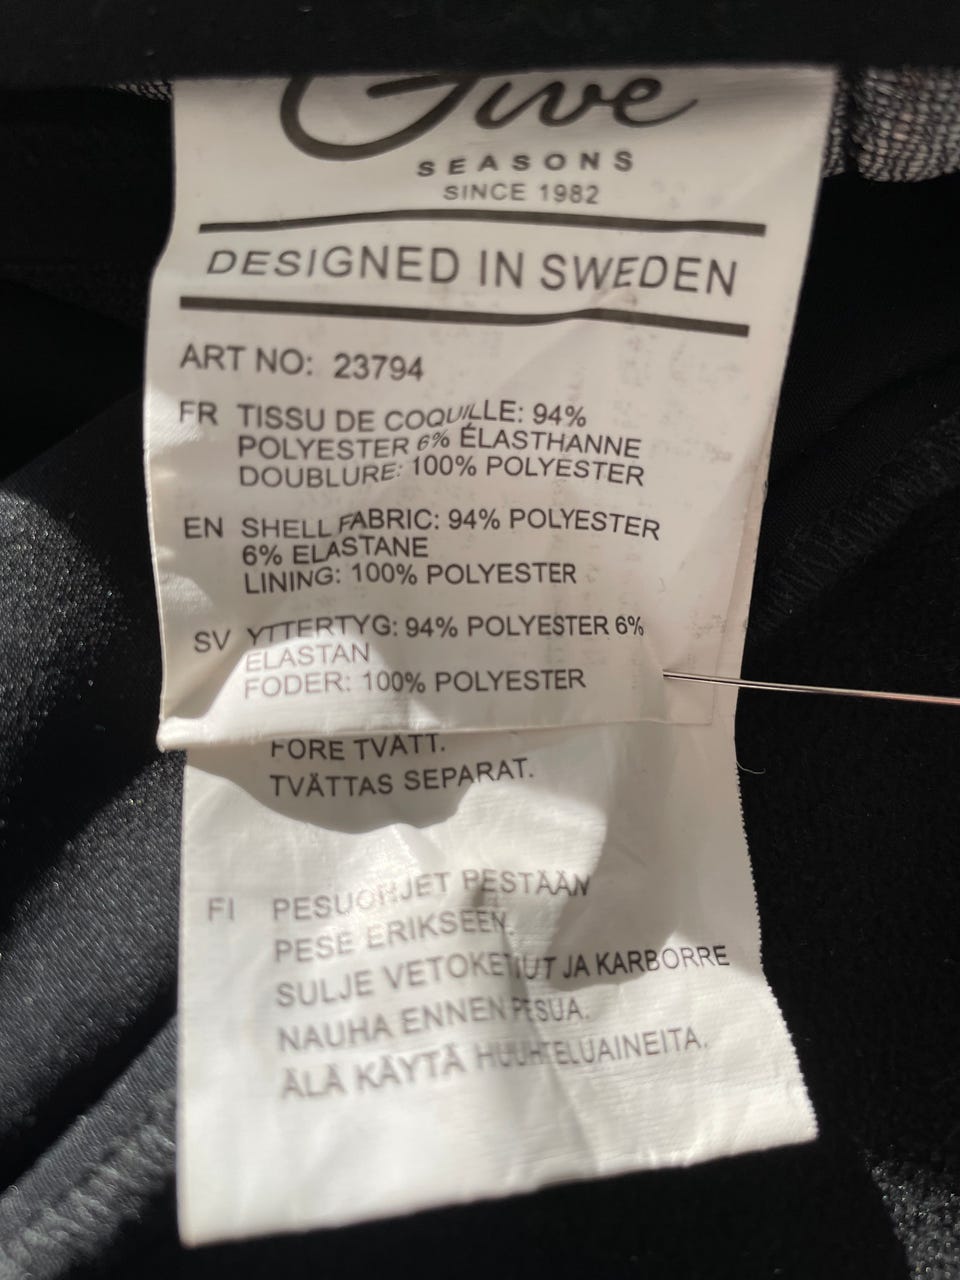 Five
SEASONS
SINCE 1982
DESIGNED IN SWEDEN
ART NO: 23794
FR TISSU DE COQUILLE: 94%
POLYESTER 6% ÉLASTHANNE
DOUBLURE: 100% POLYESTER
EN SHELL FABRIC: 94% POLYESTER
6% ELASTANE
LINING: 100% POLYESTER
SV YTTERTYG: 94% POLYESTER 6%
ELASTAN
FODER: 100% POLYESTER
FÖRE TVÄTT.
TVÄTTAS SEPARAT.
FI PESUOHJET PESTÄÄN
PESE ERIKSEEN.
SULJE VETOKETJUT JA KARBORRE
NAUHA ENNEN PESUA.
ÄLÄ KÄYTÄ HUUHTELUAINEITA.